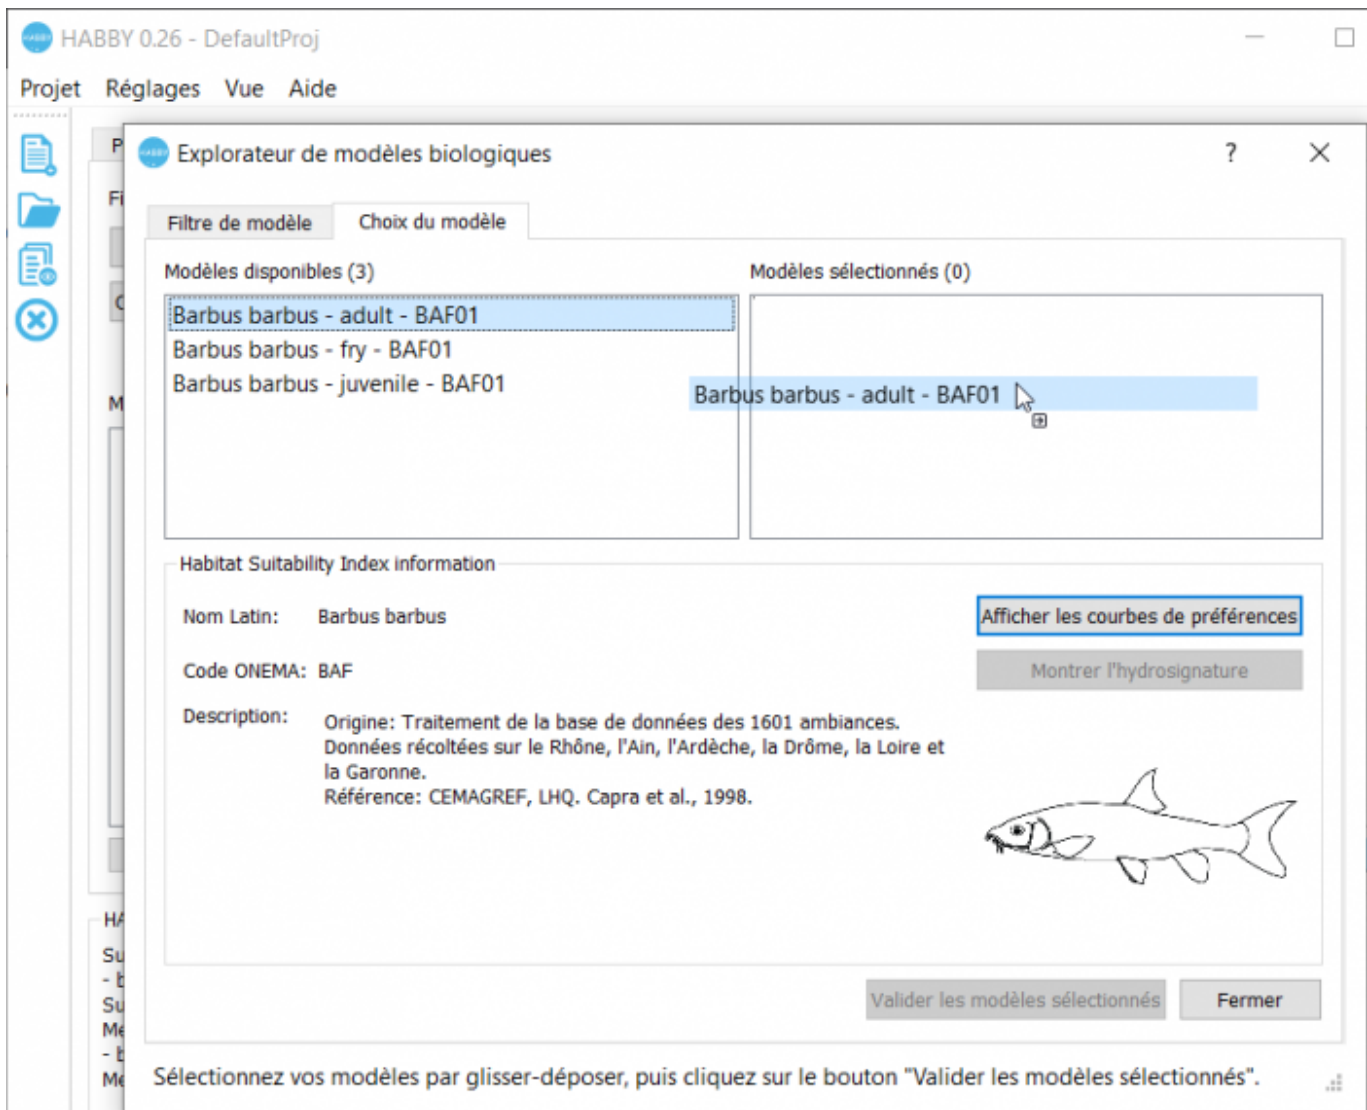 HABBY 0.26 - DefaultProj
Projet Réglages Vue Aide
Explorateur de modèles biologiques
Filtre de modèle Choix du modèle
Modèles disponibles (3) Modèles sélectionnés (0)
Barbus barbus - adult - BAF01
Barbus barbus - fry - BAF01
Barbus barbus - juvenile - BAF01
Barbus barbus - adult - BAF01
Habitat Suitability Index information
Nom Latin: Barbus barbus
Afficher les courbes de préférences
Code ONEMA: BAF
Montrer l'hydrosignature
Description: Origine: Traitement de la base de données des 1601 ambiances.
Données récoltées sur le Rhône, l'Ain, l'Ardèche, la Drôme, la Loire et
la Garonne.
Référence: CEMAGREF, LHQ. Capra et al., 1998.
Valider les modèles sélectionnés Fermer
Sélectionnez vos modèles par glisser-déposer, puis cliquez sur le bouton "Valider les modèles sélectionnés".